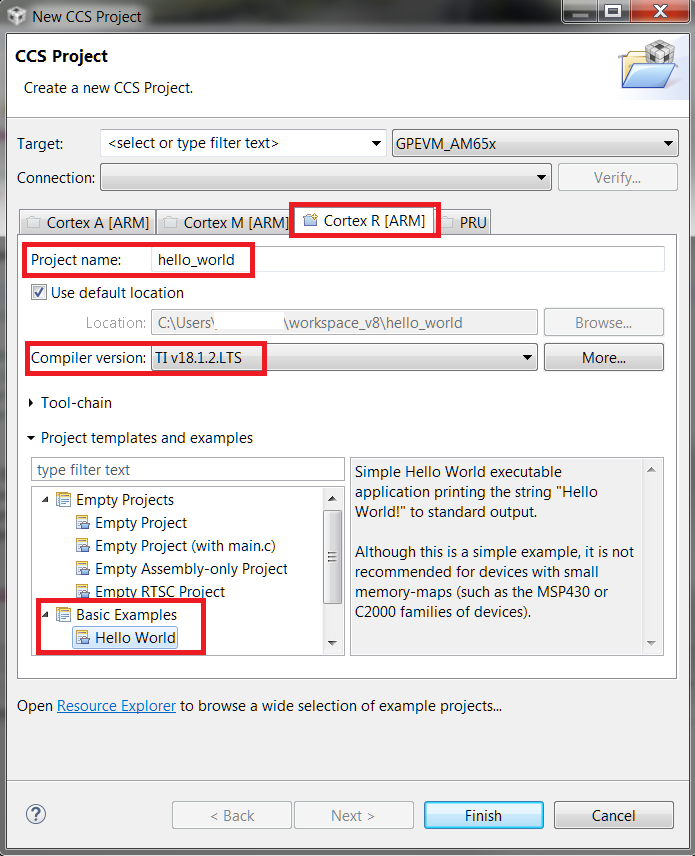 New CCS Project
CCS Project
Create a new CCS Project.
Target: <select or type filter text> GPEVM_AM65x
Connection: Verify...
Cortex A [ARM] Cortex M [ARM] Cortex R [ARM] PRU
Project name: hello_world
Use default location
Location: C:\Users\ \workspace_v8\hello_world Browse...
Compiler version: TI v18.1.2.LTS More...
Tool-chain
Project templates and examples
type filter text
Empty Projects
Empty Project
Empty Project (with main.c)
Empty Assembly-only Project
Empty RTSC Project
Basic Examples
Hello World
Simple Hello World executable
application printing the string "Hello
World!" to standard output.
Although this is a simple example, it is not
recommended for devices with small
memory-maps (such as the MSP430 or
C2000 families of devices).
Open Resource Explorer to browse a wide selection of example projects...
? < Back Next > Finish Cancel